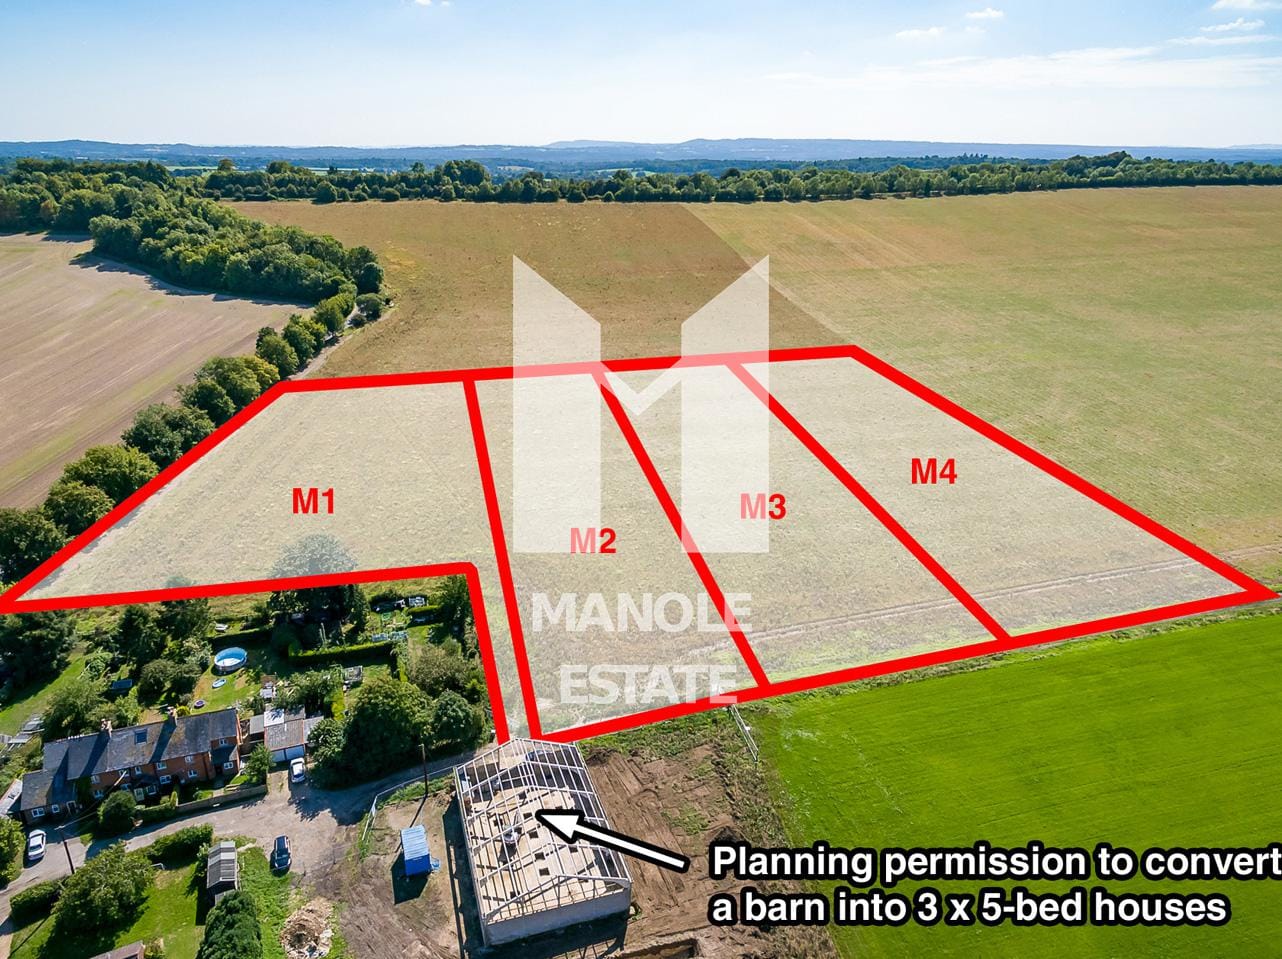 M1
M2
M3
M4
MANOLE
ESTATE
Planning permission to convert
a barn into 3 x 5-bed houses